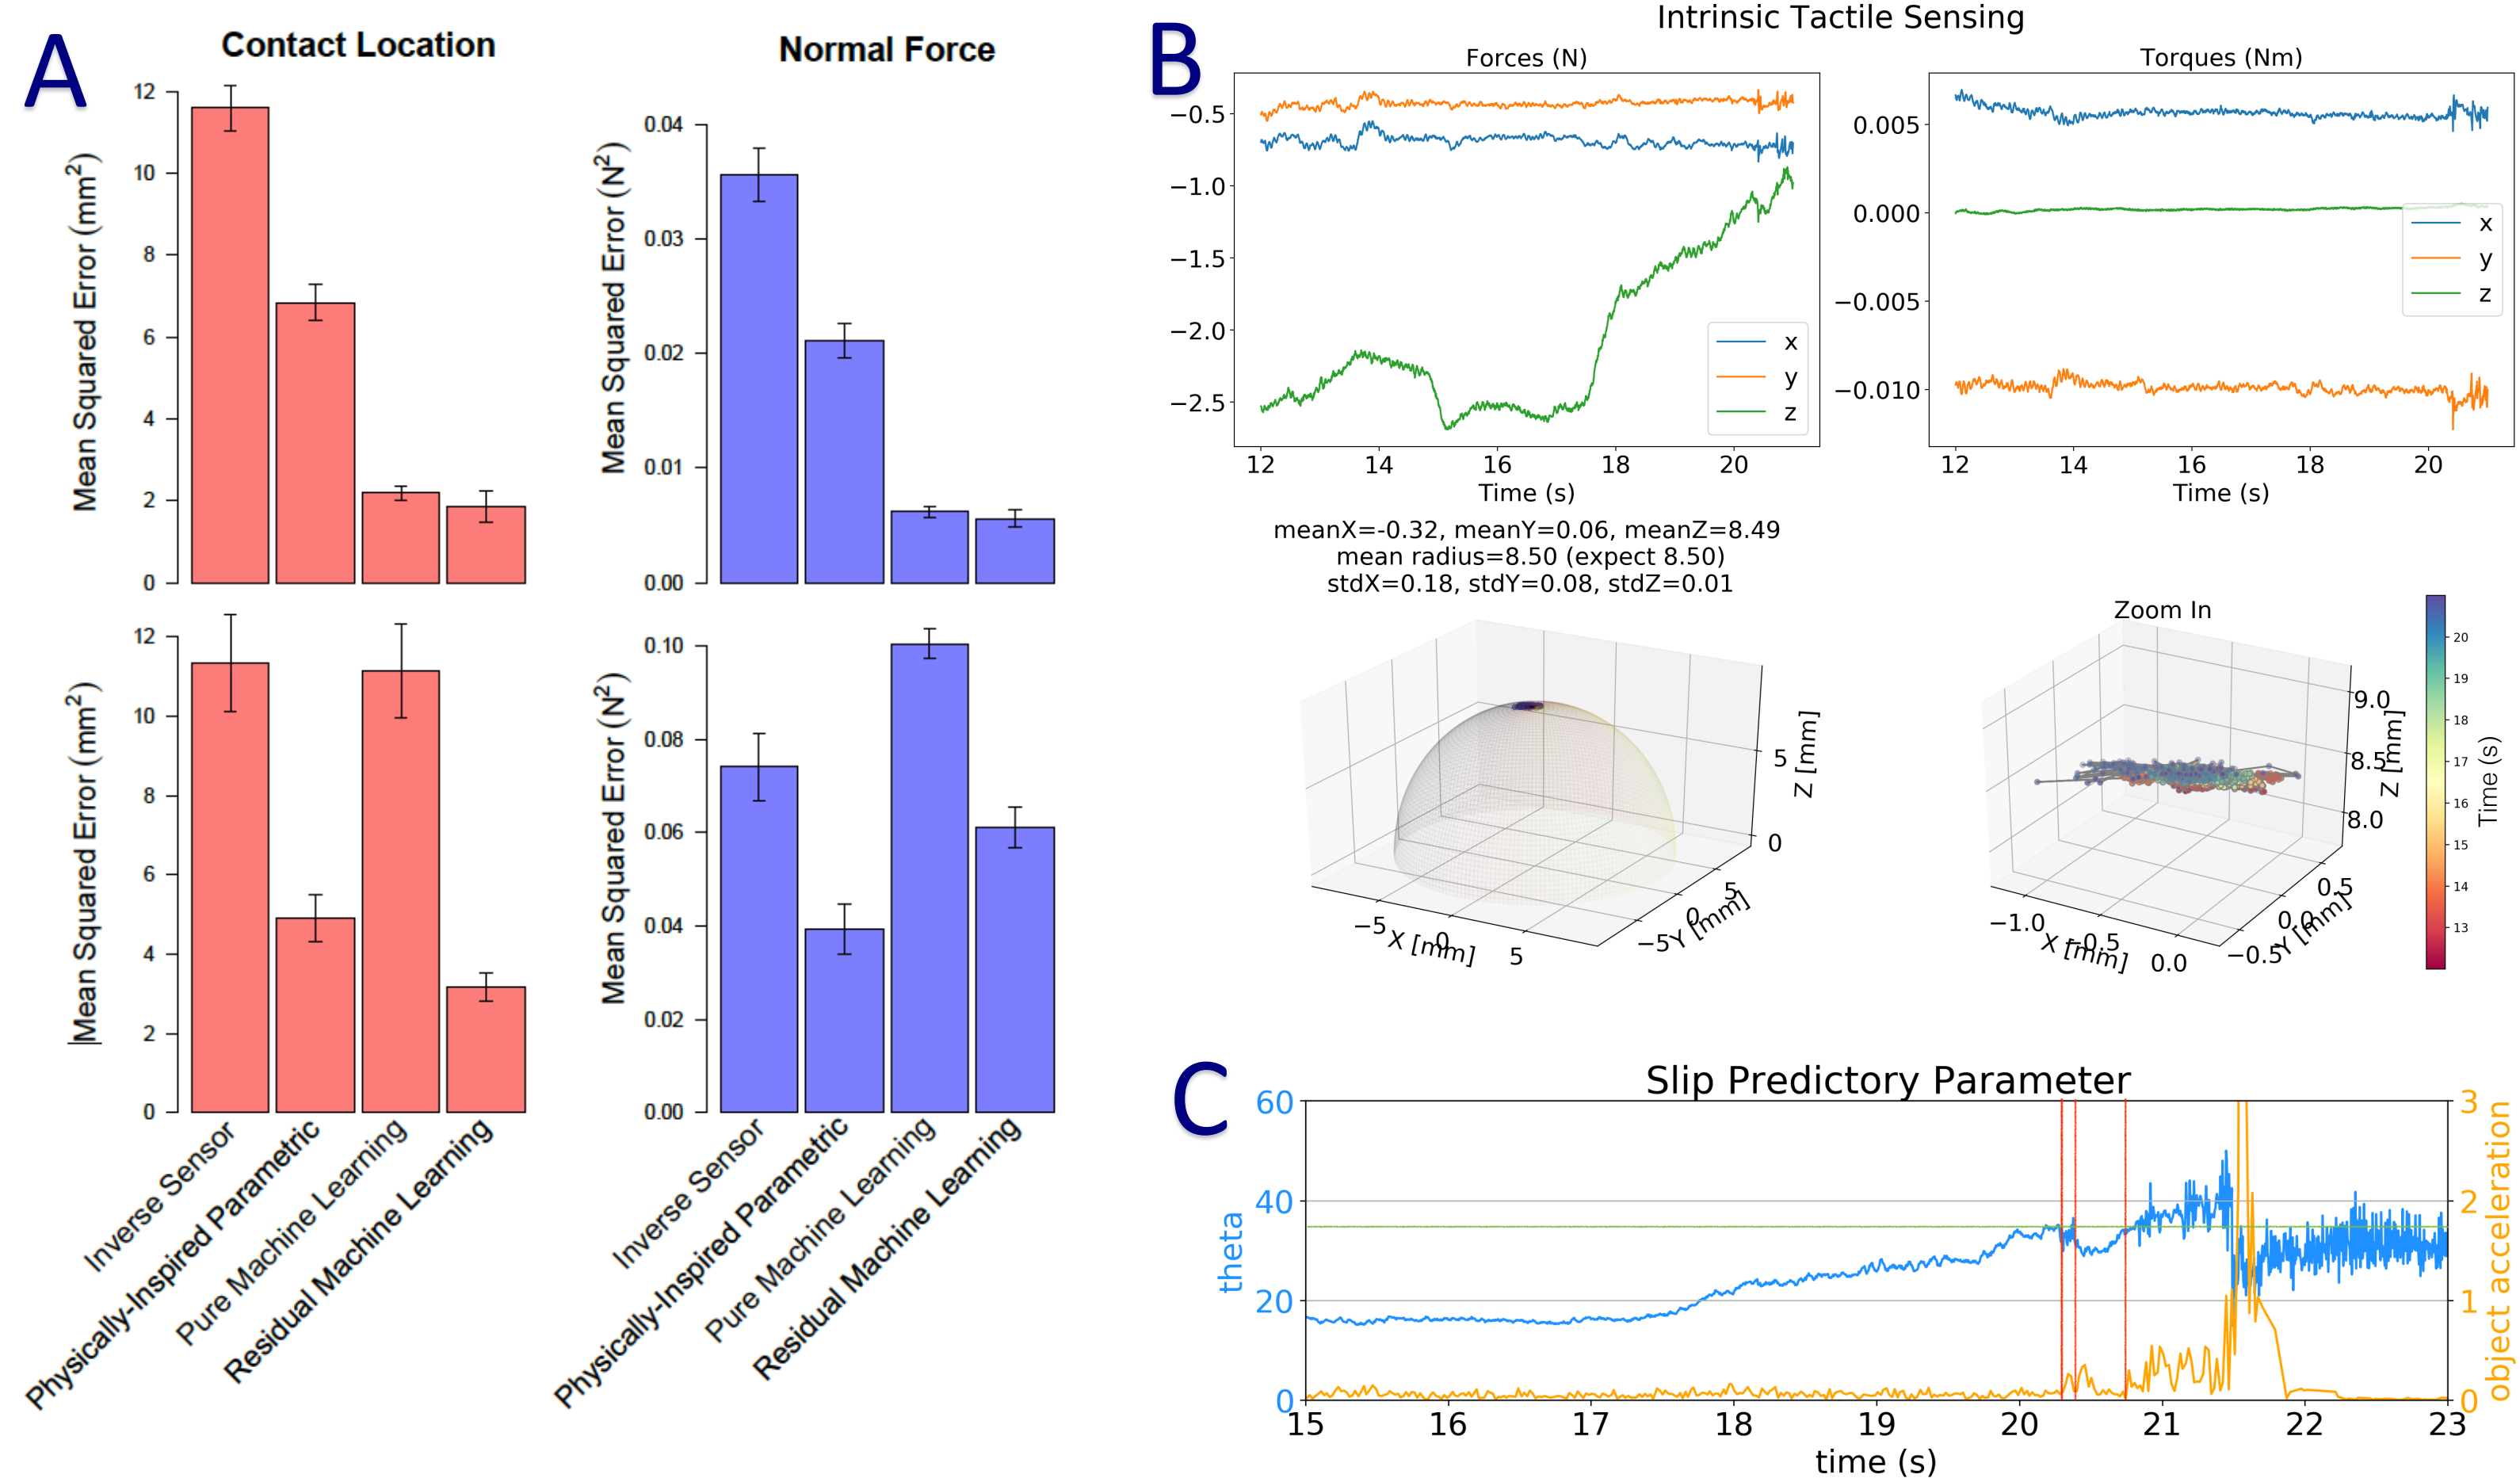 A
Contact Location
Normal Force
Mean Squared Error (mm²)
12
10
8
6
4
2
0
Mean Squared Error (N²)
0.04
0.03
0.02
0.01
0.00
|Mean Squared Error (mm²)
12
10
8
6
4
2
0
Mean Squared Error (N²)
0.10
0.08
0.06
0.04
0.02
0.00
Inverse Sensor
Physically-Inspired Parametric
Pure Machine Learning
Residual Machine Learning
Inverse Sensor
Physically-Inspired Parametric
Pure Machine Learning
Residual Machine Learning
B
Intrinsic Tactile Sensing
Forces (N)
−0.5
−1.0
−1.5
−2.0
−2.5
x
y
z
12 14 16 18 20
Time (s)
Torques (Nm)
0.005
0.000
−0.005
−0.010
x
y
z
12 14 16 18 20
Time (s)
meanX=-0.32, meanY=0.06, meanZ=8.49
mean radius=8.50 (expect 8.50)
stdX=0.18, stdY=0.08, stdZ=0.01
5
0
Z [mm]
−5 0 5
X [mm]
−5 0 5
Y [mm]
Zoom In
9.0
8.5
8.0
Z [mm]
−1.0 −0.5 0.0
X [mm]
−0.5 0.0 0.5
Y [mm]
20
19
18
17
16
15
14
13
Time (s)
C
Slip Predictory Parameter
60
40
20
0
theta
3
2
1
0
object acceleration
15 16 17 18 19 20 21 22 23
time (s)